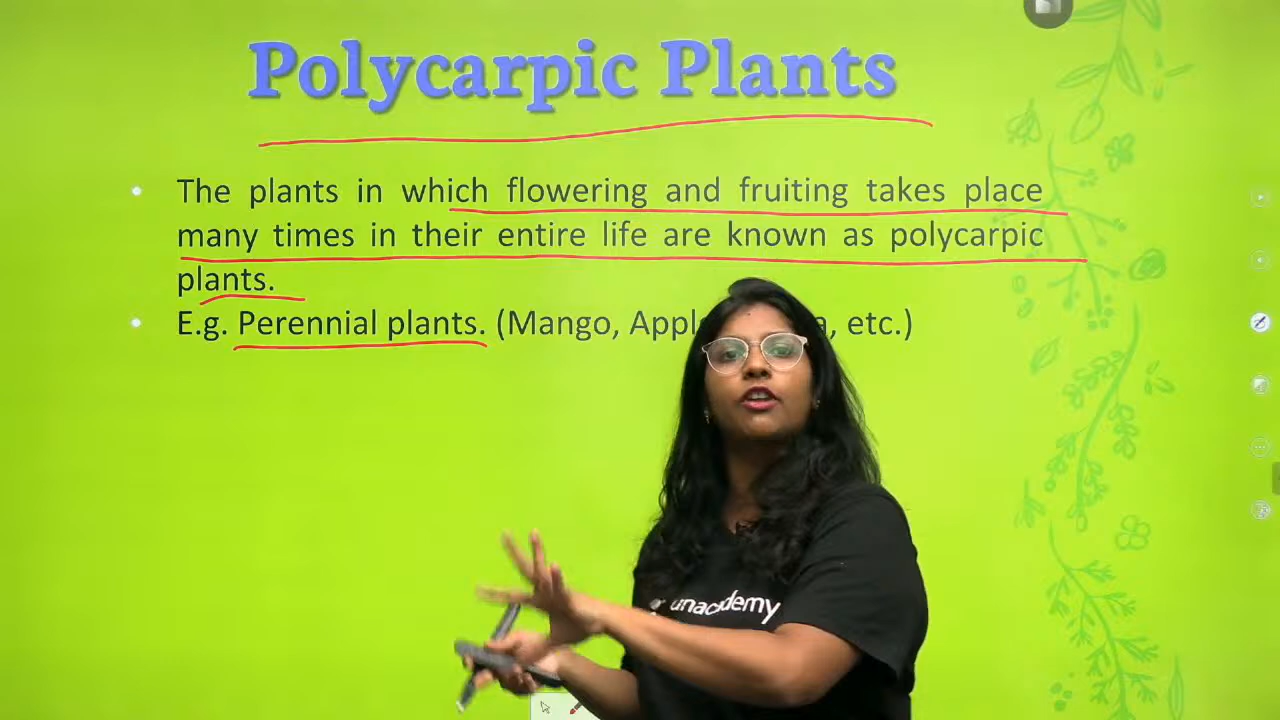 Polycarpic Plants
• The plants in which flowering and fruiting takes place
many times in their entire life are known as polycarpic
plants.
• E.g. Perennial plants. (Mango, etc.)
unacademy